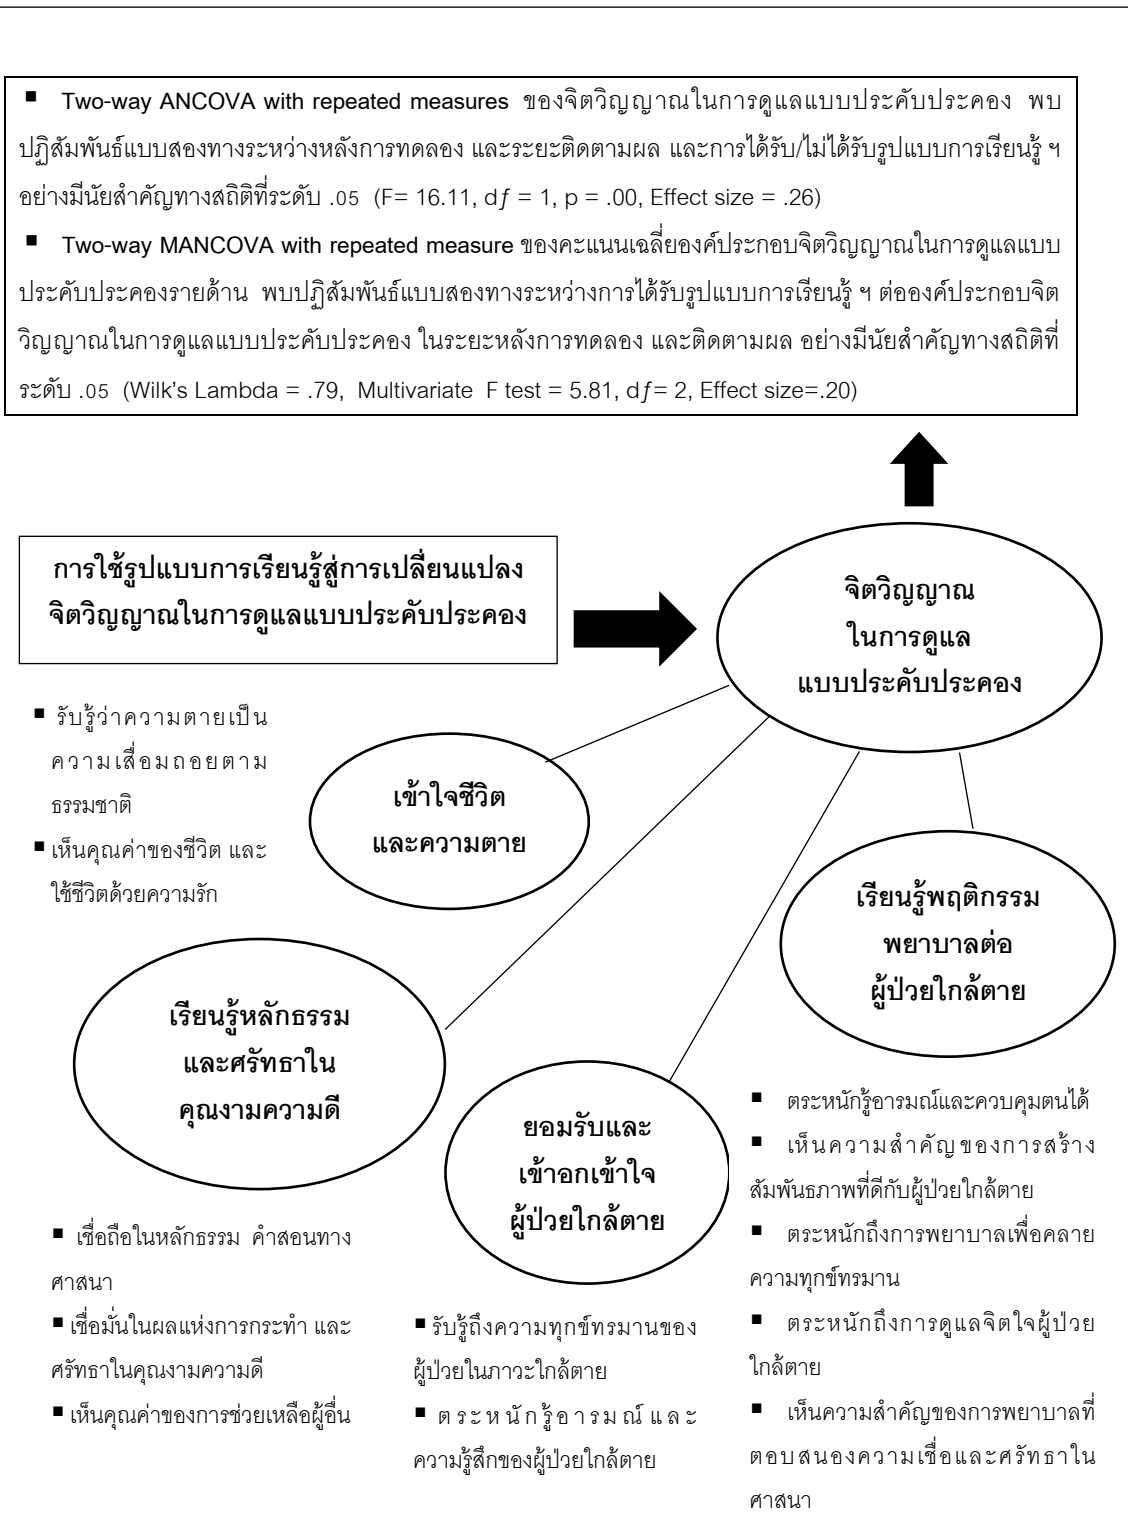 ▪ Two-way ANCOVA with repeated measures ของจิตวิญญาณในการดูแลแบบประคับประคอง พบ
ปฏิสัมพันธ์แบบสองทางระหว่างหลังการทดลอง และระยะติดตามผล และการได้รับ/ไม่ได้รับรูปแบบการเรียนรู้ ฯ
อย่างมีนัยสำคัญทางสถิติที่ระดับ .05 (F= 16.11, df = 1, p = .00, Effect size = .26)
▪ Two-way MANCOVA with repeated measure ของคะแนนเฉลี่ยองค์ประกอบจิตวิญญาณในการดูแลแบบ
ประคับประคองรายด้าน พบปฏิสัมพันธ์แบบสองทางระหว่างการได้รับรูปแบบการเรียนรู้ ฯ ต่อองค์ประกอบจิต
วิญญาณในการดูแลแบบประคับประคอง ในระยะหลังการทดลอง และติดตามผล อย่างมีนัยสำคัญทางสถิติที่
ระดับ .05 (Wilk's Lambda = .79, Multivariate F test = 5.81, df= 2, Effect size=.20)
การใช้รูปแบบการเรียนรู้สู่การเปลี่ยนแปลง
จิตวิญญาณในการดูแลแบบประคับประคอง
จิตวิญญาณ
ในการดูแล
แบบประคับประคอง
▪ รับรู้ว่าความตายเป็น
ความเสื่อมถอยตาม
ธรรมชาติ
▪ เห็นคุณค่าของชีวิต และ
ใช้ชีวิตด้วยความรัก
เข้าใจชีวิต
และความตาย
เรียนรู้พฤติกรรม
พยาบาลต่อ
ผู้ป่วยใกล้ตาย
เรียนรู้หลักธรรม
และศรัทธาใน
คุณงามความดี
ยอมรับและ
เข้าอกเข้าใจ
ผู้ป่วยใกล้ตาย
▪ เชื่อถือในหลักธรรม คำสอนทาง
ศาสนา
▪ เชื่อมั่นในผลแห่งการกระทำ และ
ศรัทธาในคุณงามความดี
▪ เห็นคุณค่าของการช่วยเหลือผู้อื่น
▪ รับรู้ถึงความทุกข์ทรมานของ
ผู้ป่วยในภาวะใกล้ตาย
▪ ตระหนักรู้อารมณ์และ
ความรู้สึกของผู้ป่วยใกล้ตาย
▪ ตระหนักรู้อารมณ์และควบคุมตนได้
▪ เห็นความสำคัญของการสร้าง
สัมพันธภาพที่ดีกับผู้ป่วยใกล้ตาย
▪ ตระหนักถึงการพยาบาลเพื่อคลาย
ความทุกข์ทรมาน
▪ ตระหนักถึงการดูแลจิตใจผู้ป่วย
ใกล้ตาย
▪ เห็นความสำคัญของการพยาบาลที่
ตอบสนองความเชื่อและศรัทธาใน
ศาสนา